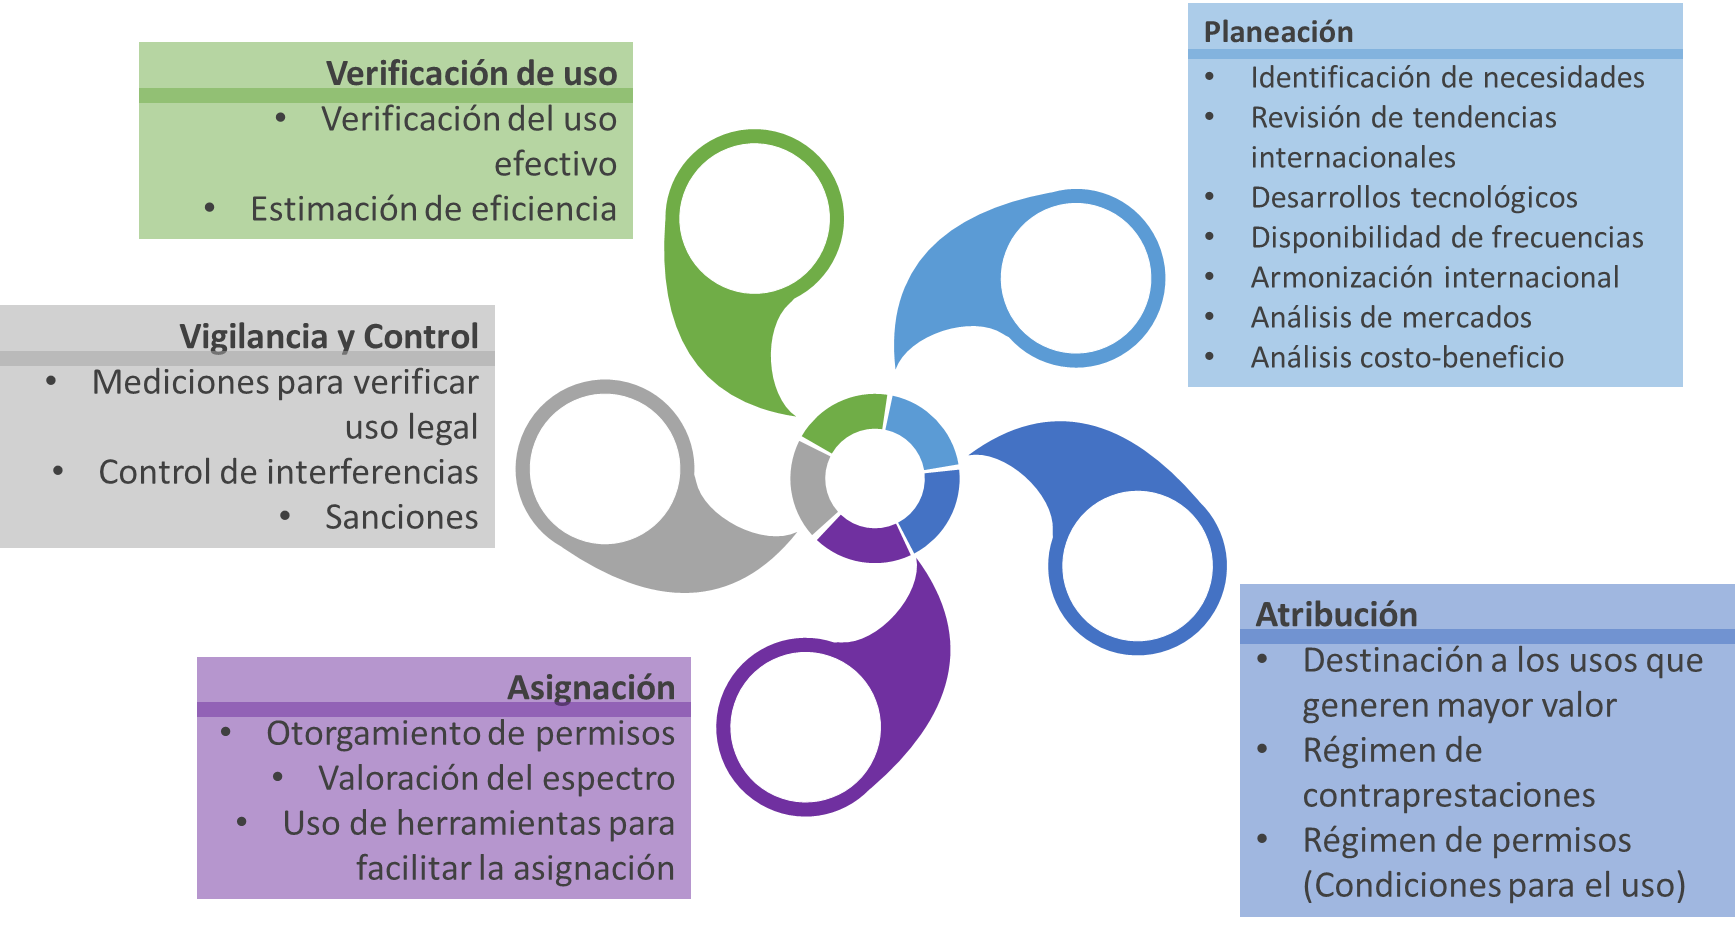 Verificación de uso
• Verificación del uso
efectivo
• Estimación de eficiencia
Planeación
• Identificación de necesidades
• Revisión de tendencias
internacionales
• Desarrollos tecnológicos
• Disponibilidad de frecuencias
• Armonización internacional
• Análisis de mercados
• Análisis costo-beneficio
Vigilancia y Control
• Mediciones para verificar
uso legal
• Control de interferencias
• Sanciones
Atribución
• Destinación a los usos que
generen mayor valor
• Régimen de
contraprestaciones
• Régimen de permisos
(Condiciones para el uso)
Asignación
• Otorgamiento de permisos
• Valoración del espectro
• Uso de herramientas para
facilitar la asignación